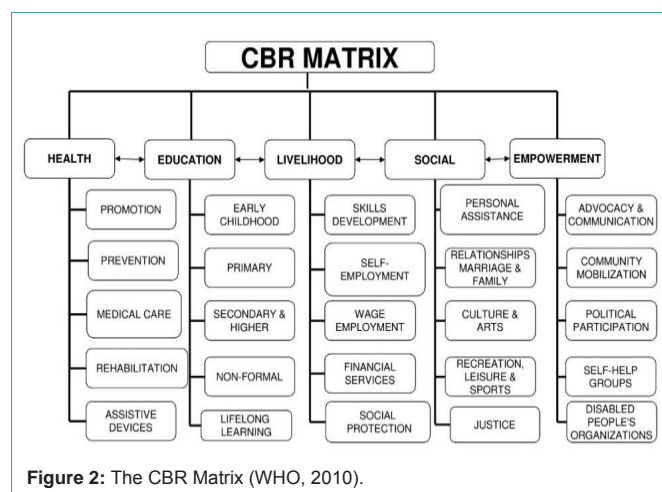 CBR MATRIX
HEALTH
EDUCATION
LIVELIHOOD
SOCIAL
EMPOWERMENT
PROMOTION
PREVENTION
MEDICAL CARE
REHABILITATION
ASSISTIVE
DEVICES
EARLY
CHILDHOOD
PRIMARY
SECONDARY &
HIGHER
NON-FORMAL
LIFELONG
LEARNING
SKILLS
DEVELOPMENT
SELF-
EMPLOYMENT
WAGE
EMPLOYMENT
FINANCIAL
SERVICES
SOCIAL
PROTECTION
PERSONAL
ASSISTANCE
RELATIONSHIPS
MARRIAGE &
FAMILY
CULTURE &
ARTS
RECREATION,
LEISURE &
SPORTS
JUSTICE
ADVOCACY &
COMMUNICATION
COMMUNITY
MOBILIZATION
POLITICAL
PARTICIPATION
SELF-HELP
GROUPS
DISABLED
PEOPLE'S
ORGANIZATIONS
Figure 2: The CBR Matrix (WHO, 2010).